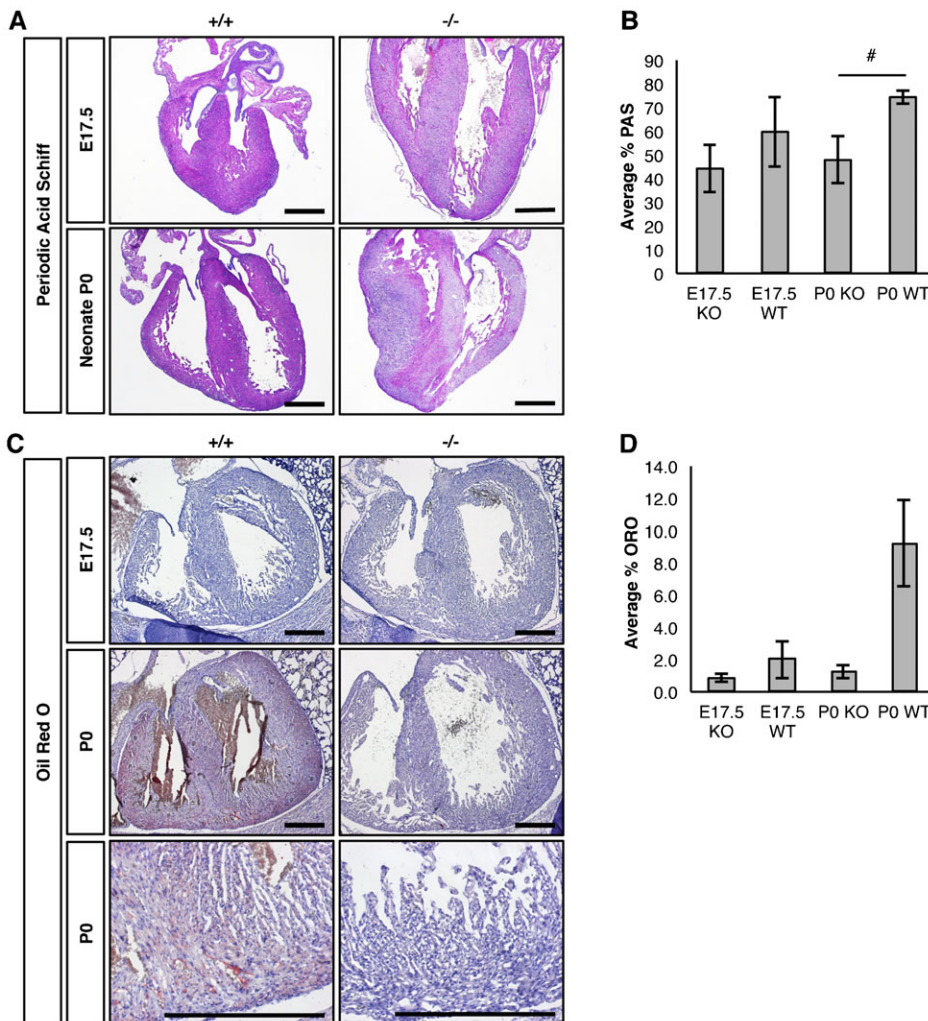 A
+/+
-/-
Periodic Acid Schiff
E17.5
Neonate P0
B
#
Average % PAS
90
80
70
60
50
40
30
20
10
0
E17.5 E17.5 P0 KO P0 WT
KO WT
C
+/+
-/-
Oil Red O
E17.5
P0
P0
D
Average % ORO
14.0
12.0
10.0
8.0
6.0
4.0
2.0
0.0
E17.5 E17.5 P0 KO P0 WT
KO WT